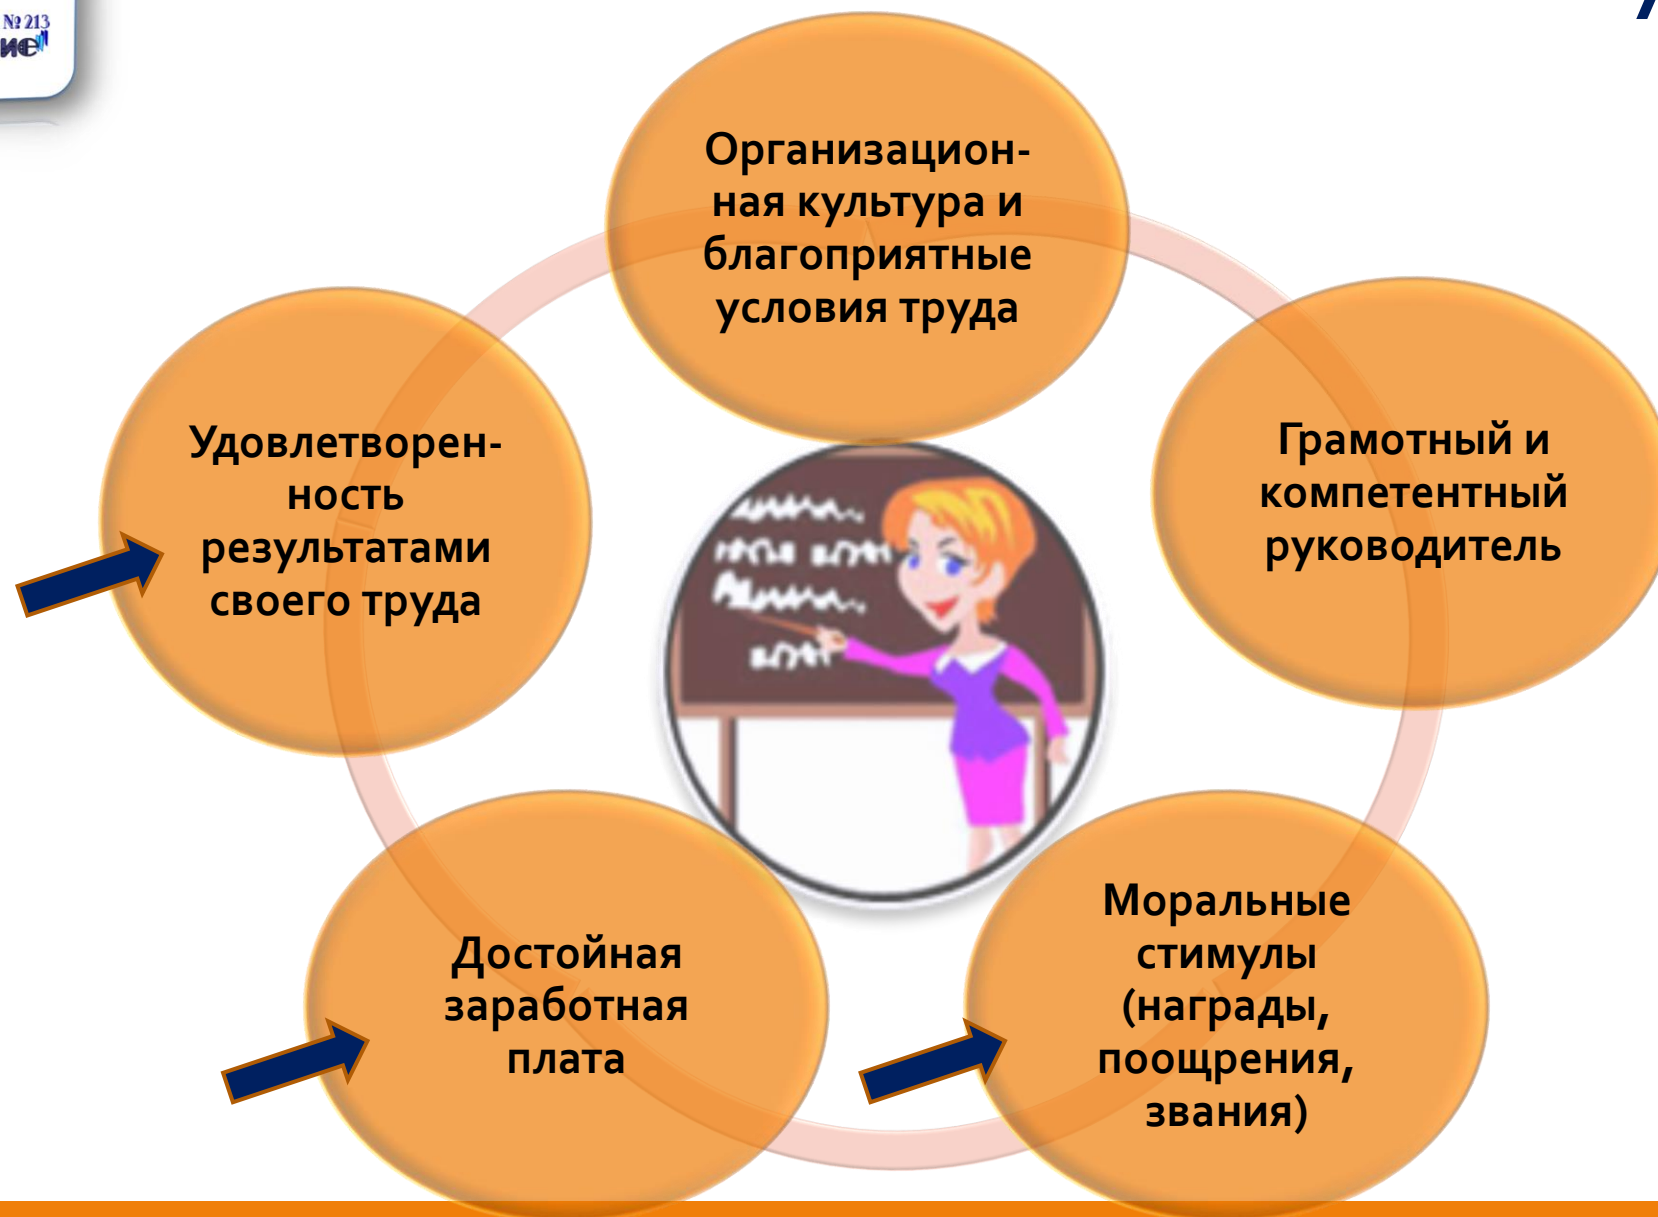 № 213
Организацион-
ная культура и
благоприятные
условия труда
Грамотный и
компетентный
руководитель
Моральные
стимулы
(награды,
поощрения,
звания)
Достойная
заработная
плата
Удовлетворен-
ность
результатами
своего труда